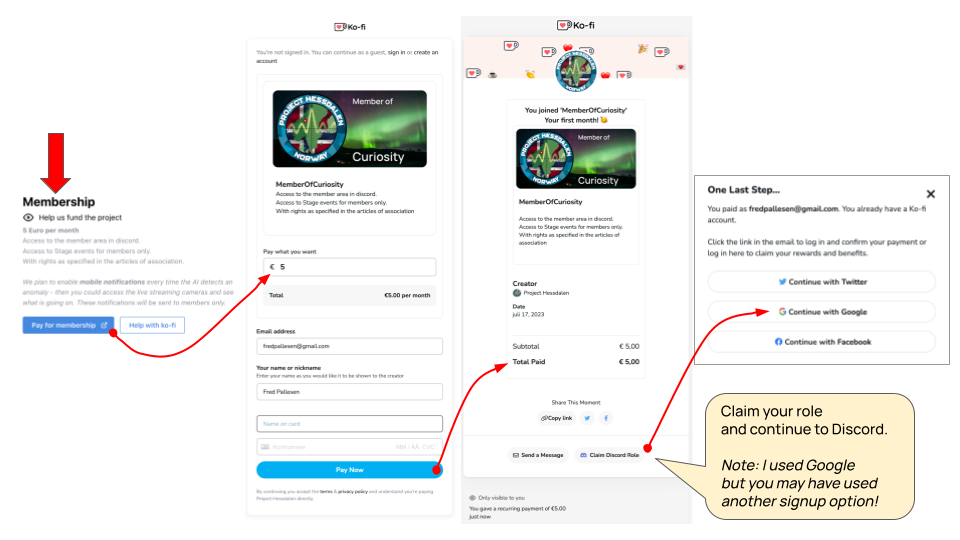 Membership
Help us fund the project
5 Euro per month
Access to the member area in discord.
Access to Stage events for members only.
With rights as specified in the articles of association.
We plan to enable mobile notifications every time the AI detects an
anomaly - then you could access the live streaming cameras and see
what is going on. These notifications will be sent to members only.
Pay for membership
Help with ko-fi
Ko-fi
You're not signed in. You can continue as a guest, sign in or create an
account
PROJECT HESSDALEN
NORWAY
Member of
Curiosity
MemberOfCuriosity
Access to the member area in discord.
Access to Stage events for members only.
With rights as specified in the articles of association
Pay what you want
€ 5
Total €5.00 per month
Email address
fredpallesen@gmail.com
Your name or nickname
Enter your name as you would like it to be shown to the creator
Fred Pallesen
Name on card
Kortnummer MM / ÅÅ CVC
Pay Now
By continuing you accept the terms & privacy policy and understand you're paying
Project Hessdalen directly.
Ko-fi
PROJECT HESSDALEN
NORWAY
You joined 'MemberOfCuriosity'
Your first month!
PROJECT HESSDALEN
NORWAY
Member of
Curiosity
MemberOfCuriosity
Access to the member area in discord.
Access to Stage events for members only.
With rights as specified in the articles of
association
Creator
Project Hessdalen
Date
juli 17, 2023
Subtotal € 5,00
Total Paid € 5,00
Share This Moment
Copy link
Send a Message
Claim Discord Role
Only visible to you
You gave a recurring payment of €5.00
just now
One Last Step...
You paid as fredpallesen@gmail.com. You already have a Ko-fi
account.
Click the link in the email to log in and confirm your payment or
log in here to claim your rewards and benefits.
Continue with Twitter
Continue with Google
Continue with Facebook
Claim your role
and continue to Discord.
Note: I used Google
but you may have used
another signup option!